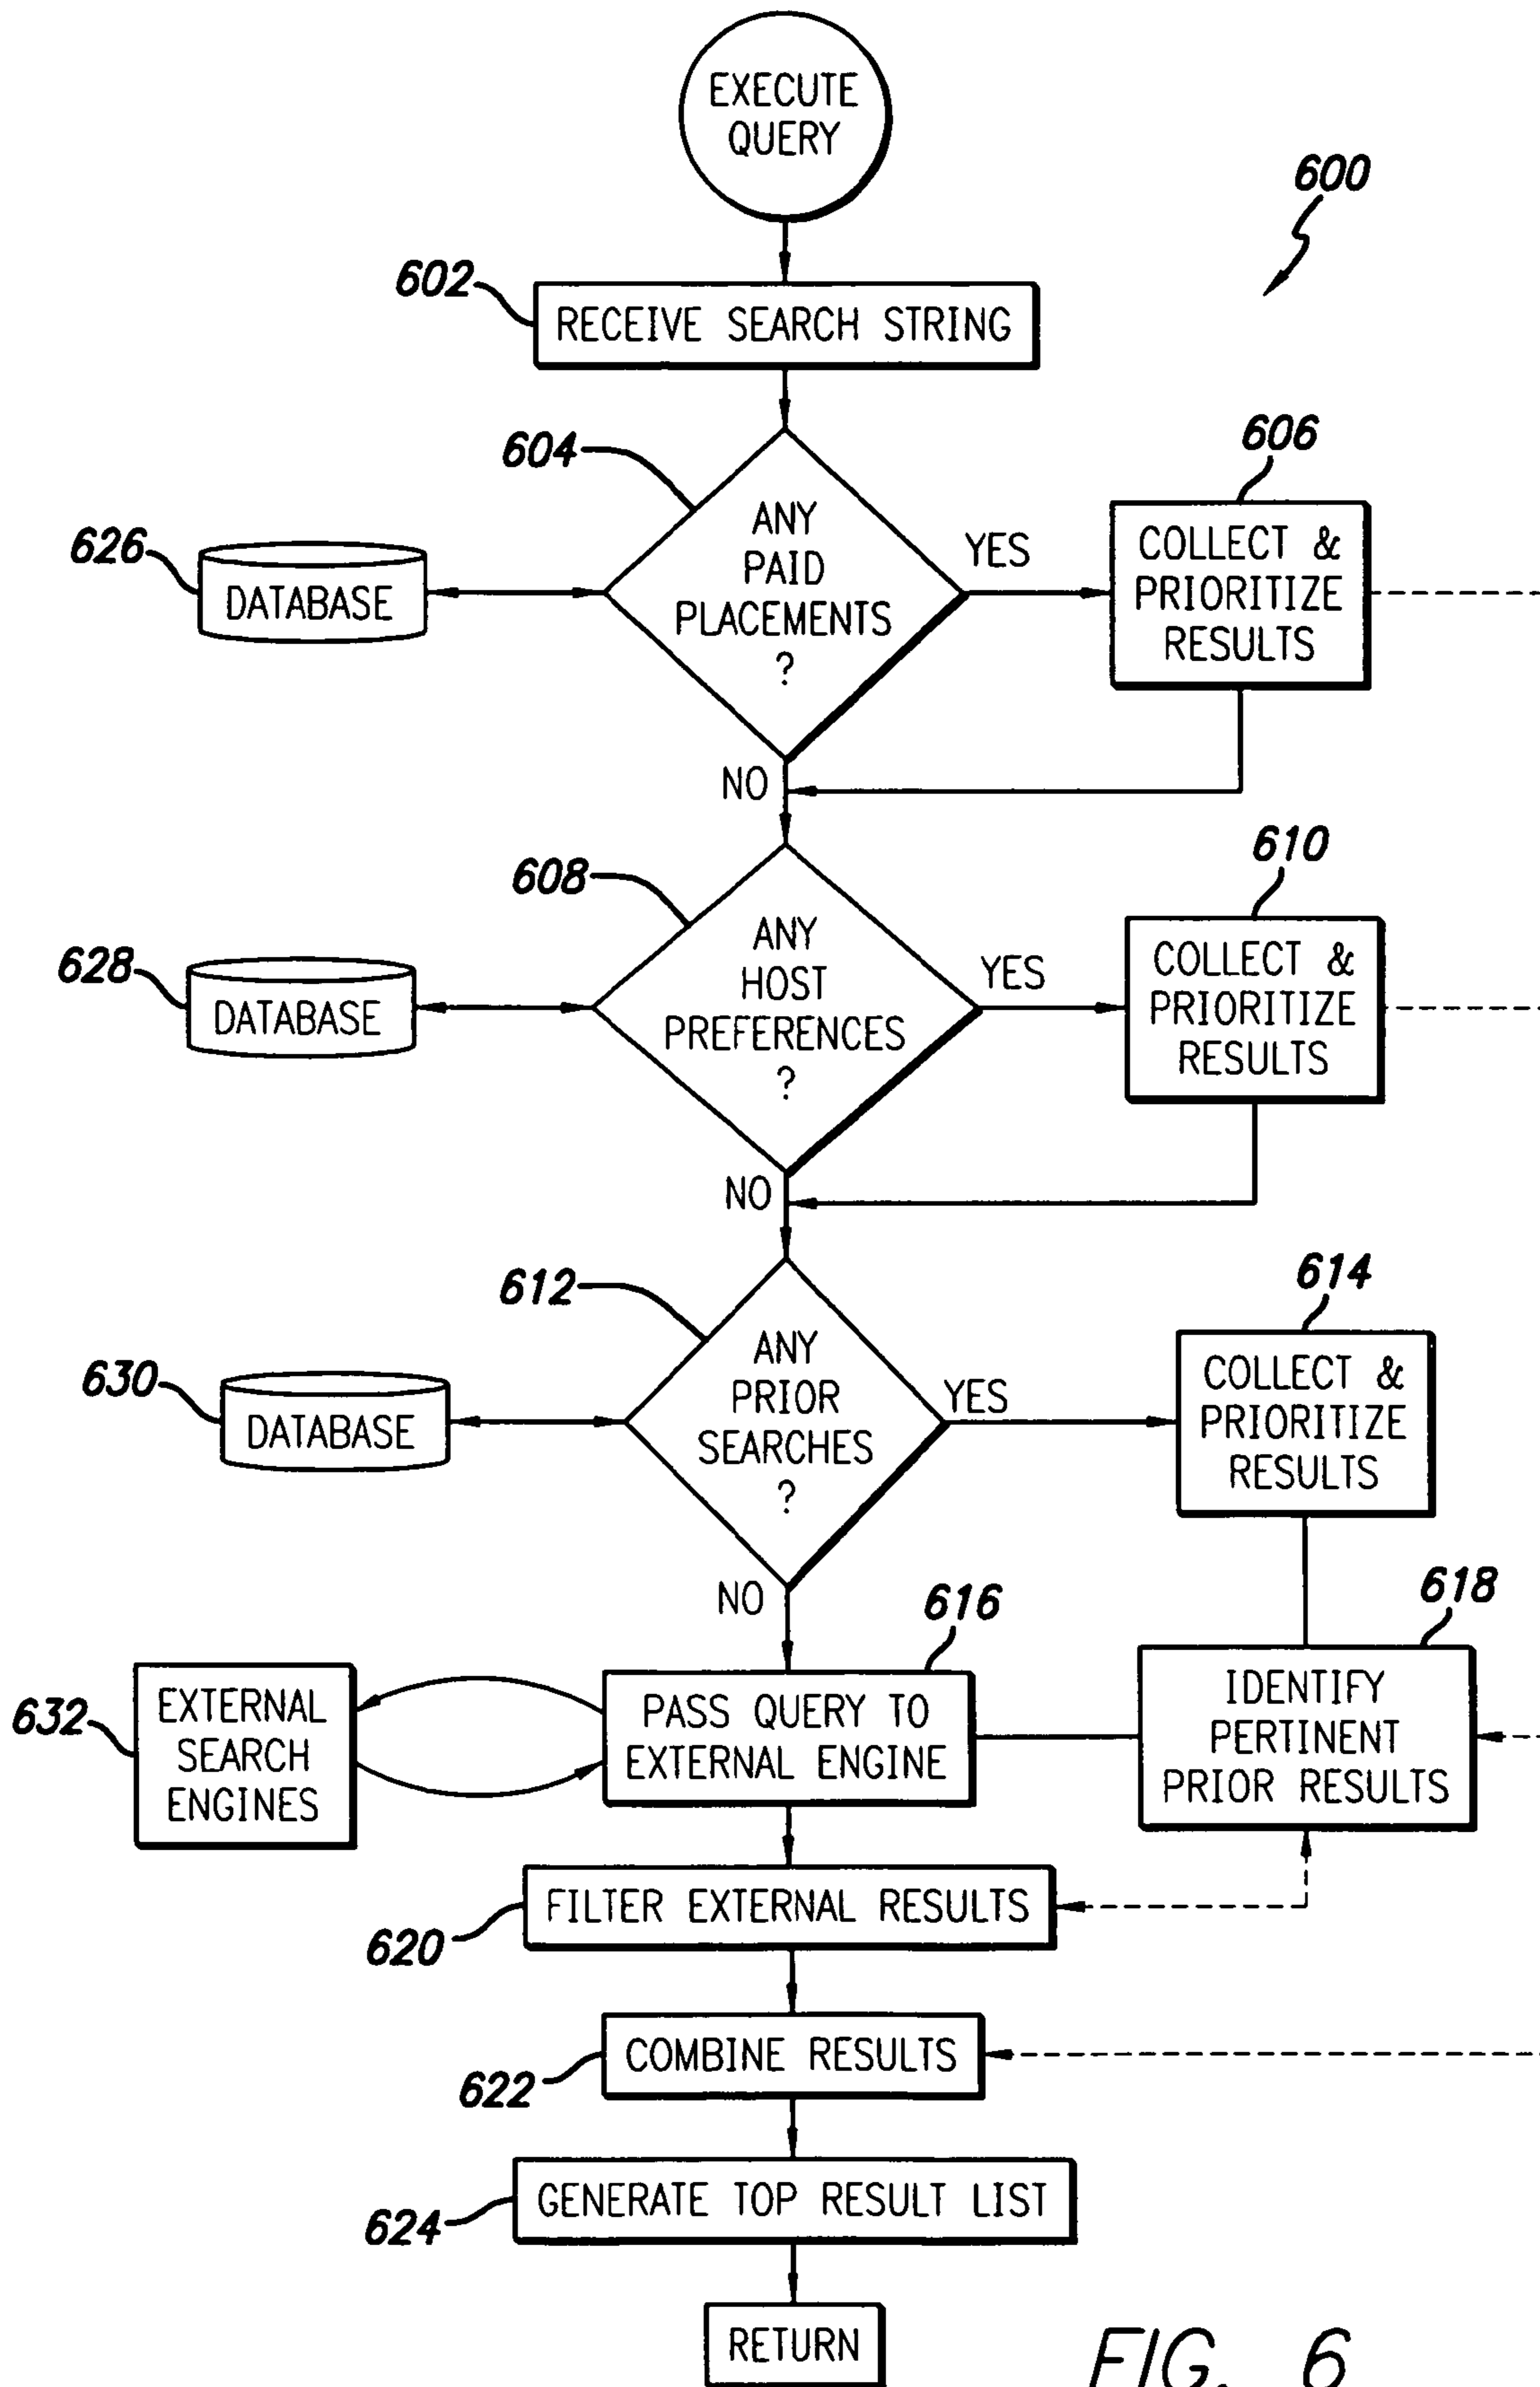 EXECUTE
QUERY
600
602
RECEIVE SEARCH STRING
604
606
ANY
PAID
PLACEMENTS
?
YES
COLLECT &
PRIORITIZE
RESULTS
626
DATABASE
NO
608
610
ANY
HOST
PREFERENCES
?
YES
COLLECT &
PRIORITIZE
RESULTS
628
DATABASE
NO
612
614
ANY
PRIOR
SEARCHES
?
YES
COLLECT &
PRIORITIZE
RESULTS
630
DATABASE
NO
616
618
632
EXTERNAL
SEARCH
ENGINES
PASS QUERY TO
EXTERNAL ENGINE
IDENTIFY
PERTINENT
PRIOR RESULTS
FILTER EXTERNAL RESULTS
620
COMBINE RESULTS
622
GENERATE TOP RESULT LIST
624
RETURN
FIG. 6